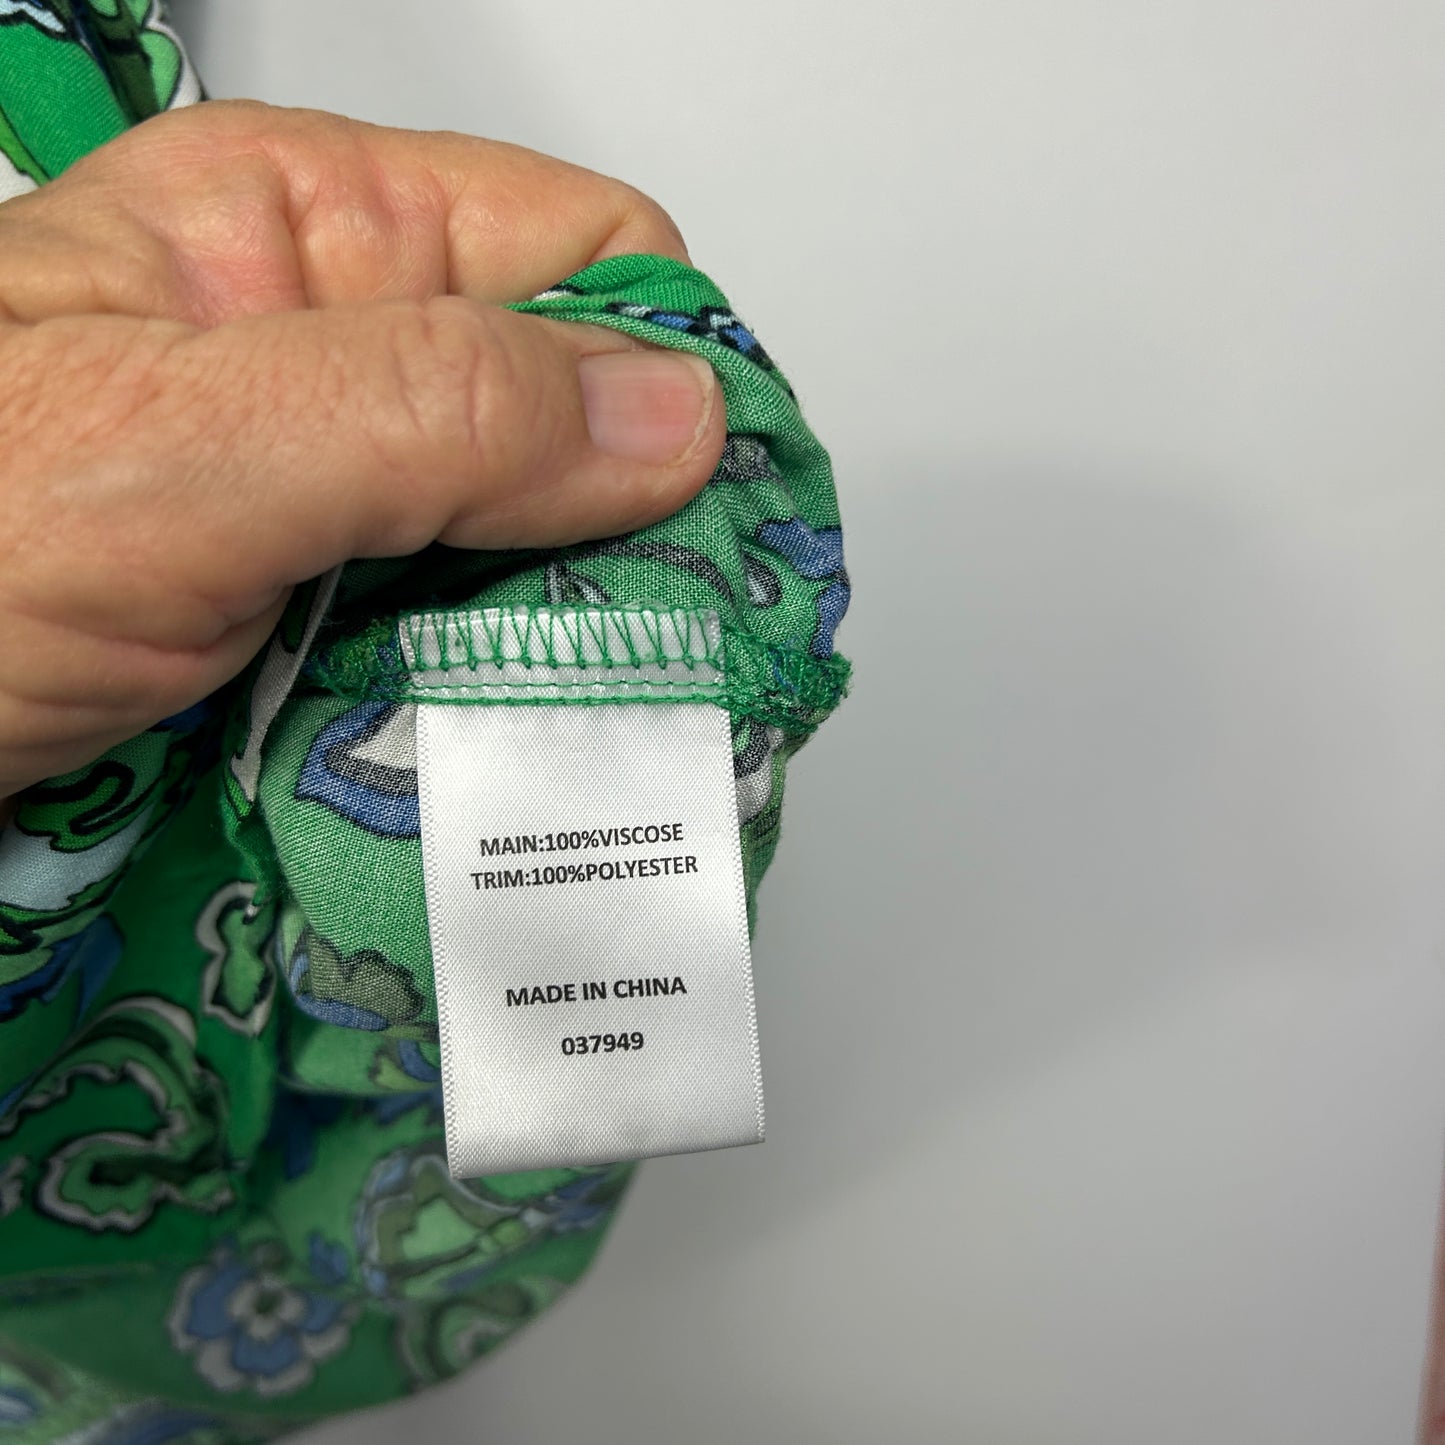 MAIN:100%VISCOSE
TRIM:100%POLYESTER
MADE IN CHINA
037949